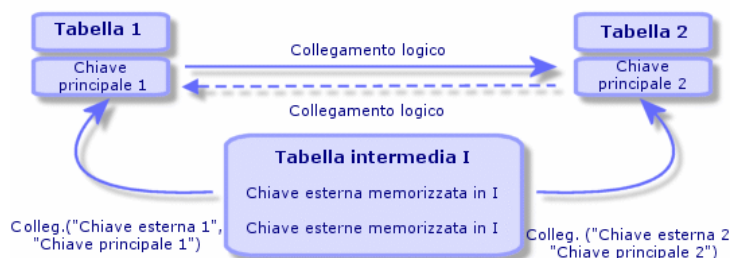 Tabella 1
Tabella 2
Collegamento logico
Chiave
principale 1
Chiave
principale 2
Collegamento logico
Tabella intermedia I
Chiave esterna memorizzata in I
Chiave esterne memorizzata in I
Colleg.("Chiave esterna 1",
"Chiave principale 1")
Colleg. ("Chiave esterna 2
"Chiave principale 2")